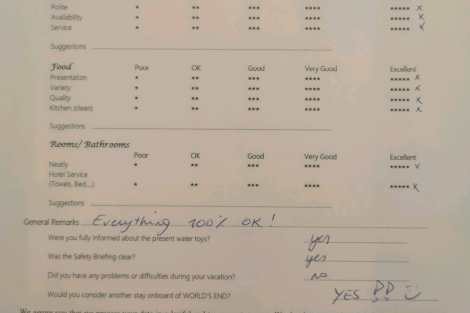 Polite * ** *** **** ***** x
Availability * ** *** **** ***** x
Service * ** *** **** ***** x
Suggestions
Food Poor OK Good Very Good Excellent
Presentation * ** *** **** ***** x
Variety * ** *** **** ***** x
Quality * ** *** **** ***** x
Kitchen (clean) * ** *** **** ***** x
Suggestions
Rooms/ Bathrooms
Poor OK Good Very Good Excellent
Neatly * ** *** **** ***** x
Hotel Service
(Towels, Bed,...) * ** *** **** ***** x
Suggestions
General Remarks Everything 100% OK!
Were you fully informed about the present water toys? yes
Was the Safety Briefing clear? yes
Did you have any problems or difficulties during your vacation? no
Would you consider another stay onboard of WORLD'S END? YES !!